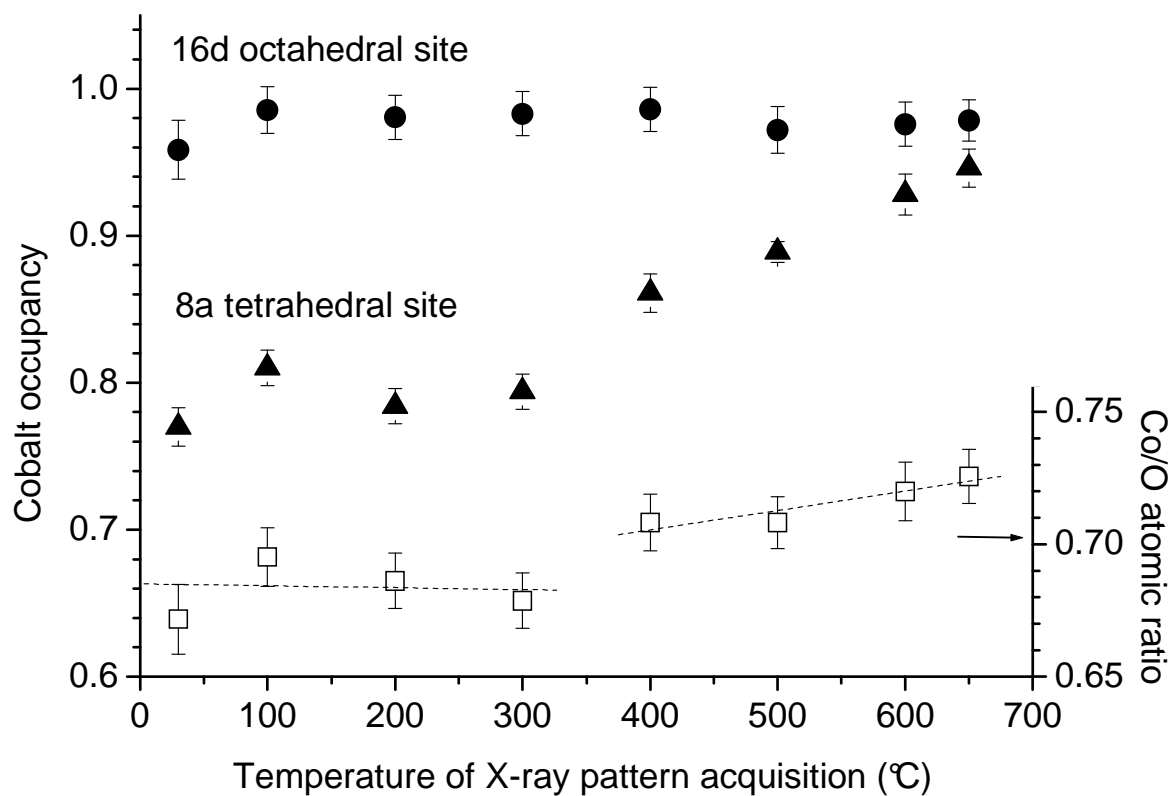 16d octahedral site
1.0
0.9
8a tetrahedral site
0.8
0.75
0.7
0.70
0.6
0.65
Cobalt occupancy
Co/O atomic ratio
0 100 200 300 400 500 600 700
Temperature of X-ray pattern acquisition (℃)